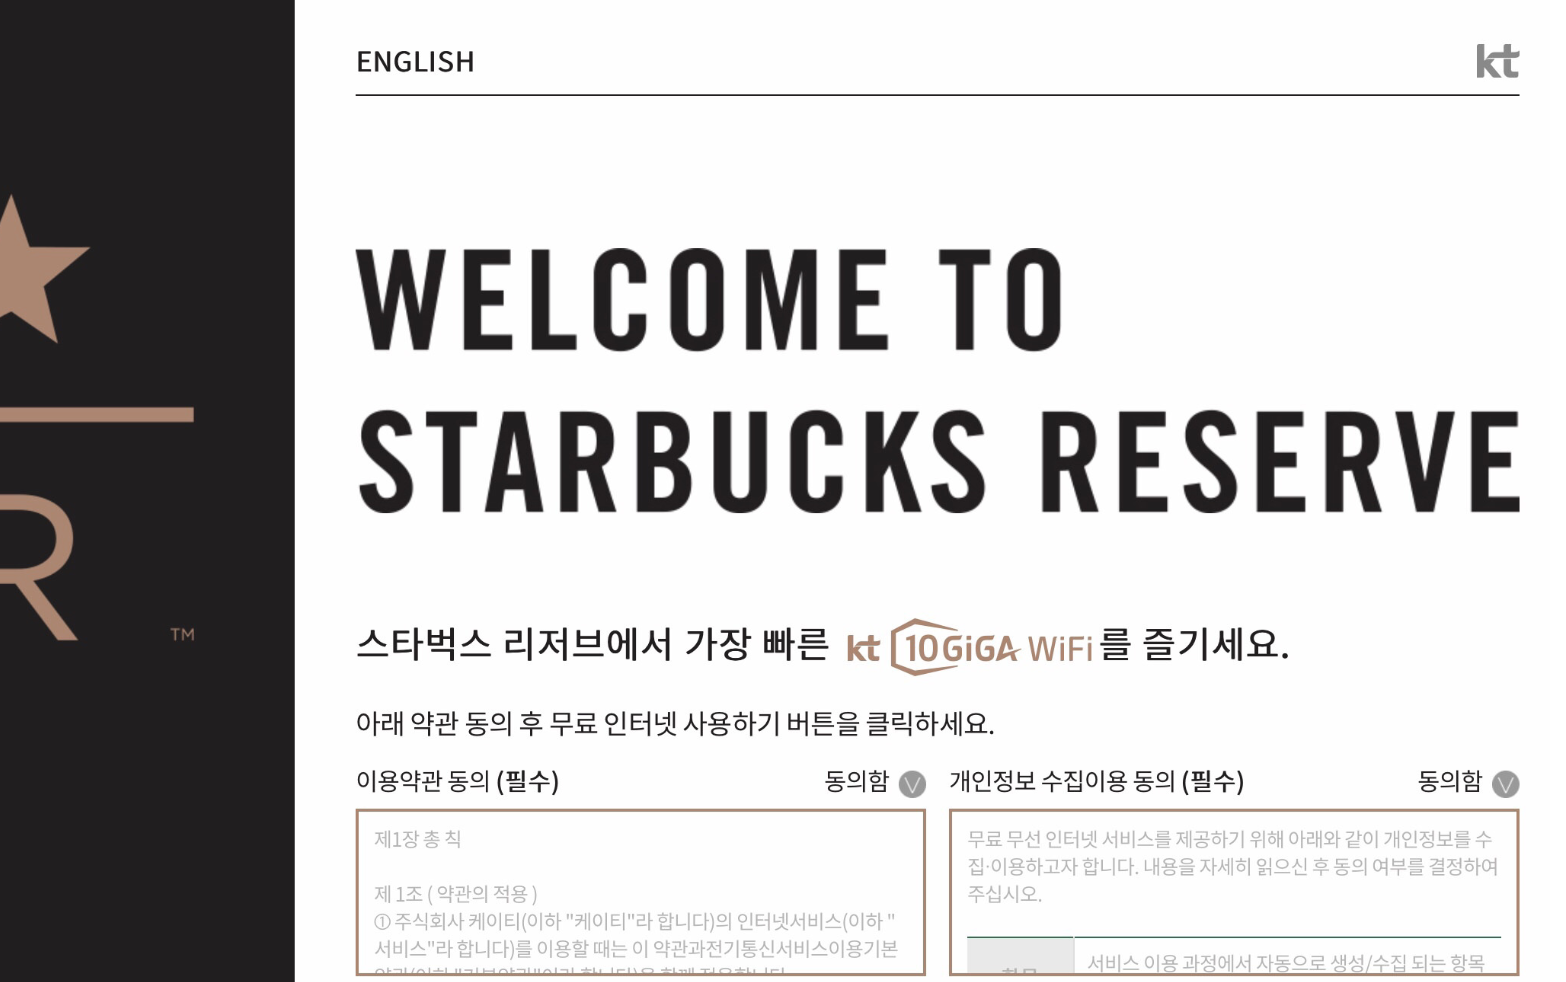 ENGLISH
kt
WELCOME TO
STARBUCKS RESERVE
R
TM
스타벅스 리저브에서 가장 빠른 kt 10GiGA WiFi를 즐기세요.
아래 약관 동의 후 무료 인터넷 사용하기 버튼을 클릭하세요.
이용약관 동의 (필수) 동의함
제1장 총 칙
제 1조 ( 약관의 적용 )
① 주식회사 케이티(이하 "케이티"라 합니다)의 인터넷서비스(이하 "
서비스"라 합니다)를 이용할 때는 이 약관과전기통신서비스이용기본
개인정보 수집이용 동의 (필수) 동의함
무료 무선 인터넷 서비스를 제공하기 위해 아래와 같이 개인정보를 수
집·이용하고자 합니다. 내용을 자세히 읽으신 후 동의 여부를 결정하여
주십시오.
서비스 이용 과정에서 자동으로 생성/수집 되는 항목